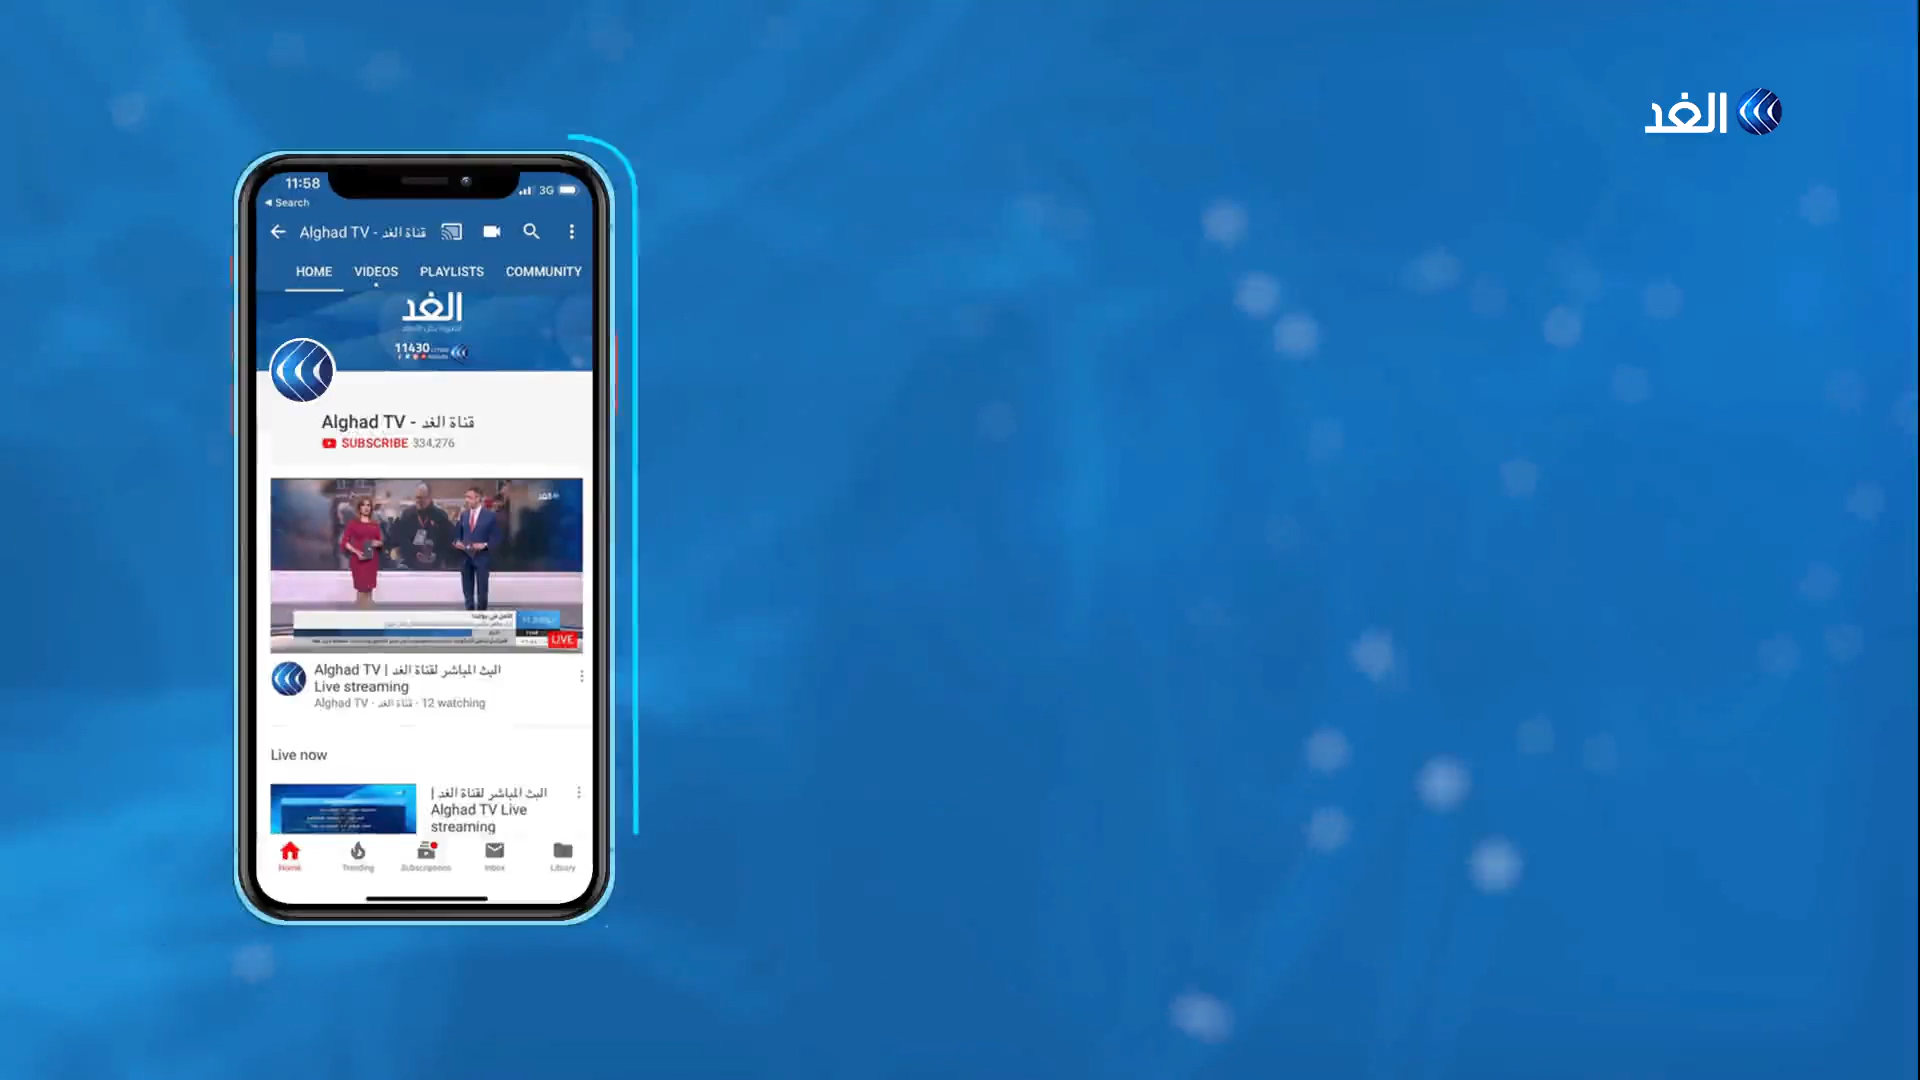 الغد
11:58
3G
Search
Alghad TV - قناة الغد
HOME VIDEOS PLAYLISTS COMMUNITY
الغد
11430
Alghad TV - قناة الغد
SUBSCRIBE 334,276
الغد
LIVE
Alghad TV | البث المباشر لقناة الغد
Live streaming
Alghad TV - قناة الغد · 12 watching
Live now
البث المباشر لقناة الغد |
Alghad TV Live
streaming
Home Trending Subscriptions Inbox Library